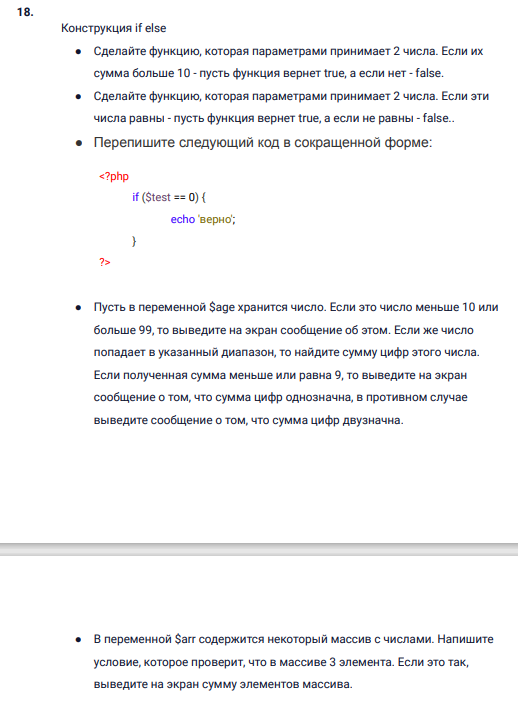 18.
Конструкция if else
● Сделайте функцию, которая параметрами принимает 2 числа. Если их
сумма больше 10 - пусть функция вернет true, а если нет - false.
● Сделайте функцию, которая параметрами принимает 2 числа. Если эти
числа равны - пусть функция вернет true, а если не равны - false..
● Перепишите следующий код в сокращенной форме:
<?php
if ($test == 0) {
echo 'верно';
}
?>
● Пусть в переменной $age хранится число. Если это число меньше 10 или
больше 99, то выведите на экран сообщение об этом. Если же число
попадает в указанный диапазон, то найдите сумму цифр этого числа.
Если полученная сумма меньше или равна 9, то выведите на экран
сообщение о том, что сумма цифр однозначна, в противном случае
выведите сообщение о том, что сумма цифр двузначна.
● В переменной $arr содержится некоторый массив с числами. Напишите
условие, которое проверит, что в массиве 3 элемента. Если это так,
выведите на экран сумму элементов массива.